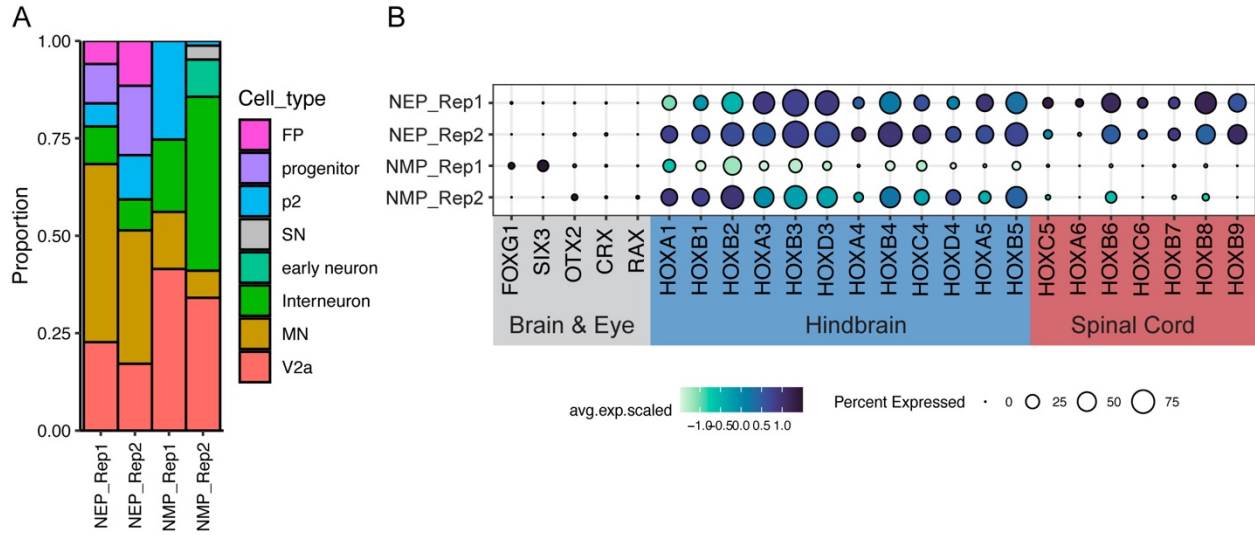 A
B
1.00
0.75
0.50
0.25
0.00
Proportion
NEP_Rep1
NEP_Rep2
NMP_Rep1
NMP_Rep2
Cell_type
FP
progenitor
p2
SN
early neuron
Interneuron
MN
V2a
NEP_Rep1
NEP_Rep2
NMP_Rep1
NMP_Rep2
FOXG1
SIX3
OTX2
CRX
RAX
HOXA1
HOXB1
HOXB2
HOXA3
HOXB3
HOXD3
HOXA4
HOXB4
HOXC4
HOXD4
HOXA5
HOXB5
HOXC5
HOXA6
HOXB6
HOXC6
HOXB7
HOXB8
HOXB9
Brain & Eye
Hindbrain
Spinal Cord
avg.exp.scaled
−1.0 −0.5 0.0 0.5 1.0
Percent Expressed 0 25 50 75